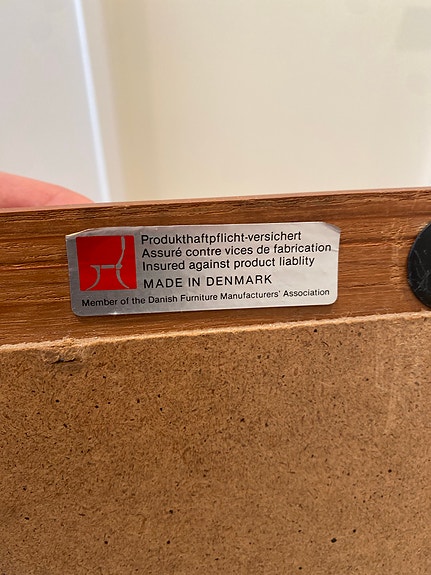 Produkthaftpflicht-versichert
Assuré contre vices de fabrication
Insured against product liablity
MADE IN DENMARK
Member of the Danish Furniture Manufacturers' Association